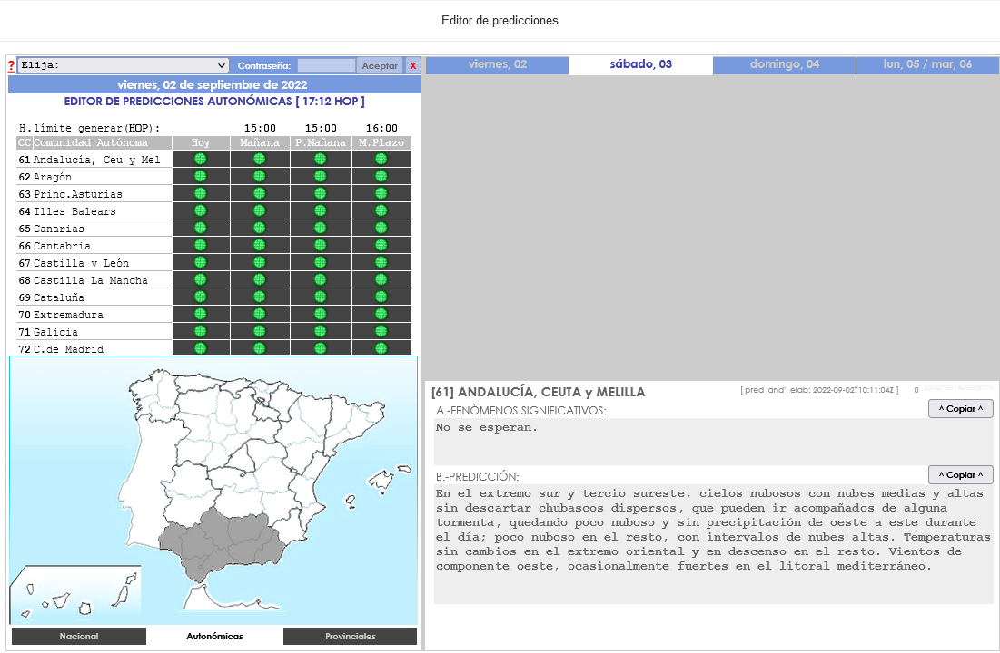 Editor de predicciones
? Elija: Contraseña: Aceptar X
viernes, 02 sábado, 03 domingo, 04 lun, 05 / mar, 06
viernes, 02 de septiembre de 2022
EDITOR DE PREDICCIONES AUTONÓMICAS [ 17:12 HOP ]
H.límite generar(HOP): 15:00 15:00 16:00
CC Comunidad Autónoma Hoy Mañana P.Mañana M.Plazo
61 Andalucía, Ceu y Mel
62 Aragón
63 Princ.Asturias
64 Illes Balears
65 Canarias
66 Cantabria
67 Castilla y León
68 Castilla La Mancha
69 Cataluña
70 Extremadura
71 Galicia
72 C.de Madrid
Nacional Autonómicas Provinciales
[61] ANDALUCÍA, CEUTA y MELILLA [ pred 'and', elab: 2022-09-02T10:11:04Z ] 0
A.-FENÓMENOS SIGNIFICATIVOS: ^ Copiar ^
No se esperan.
B.-PREDICCIÓN: ^ Copiar ^
En el extremo sur y tercio sureste, cielos nubosos con nubes medias y altas
sin descartar chubascos dispersos, que pueden ir acompañados de alguna
tormenta, quedando poco nuboso y sin precipitación de oeste a este durante
el día; poco nuboso en el resto, con intervalos de nubes altas. Temperaturas
sin cambios en el extremo oriental y en descenso en el resto. Vientos de
componente oeste, ocasionalmente fuertes en el litoral mediterráneo.